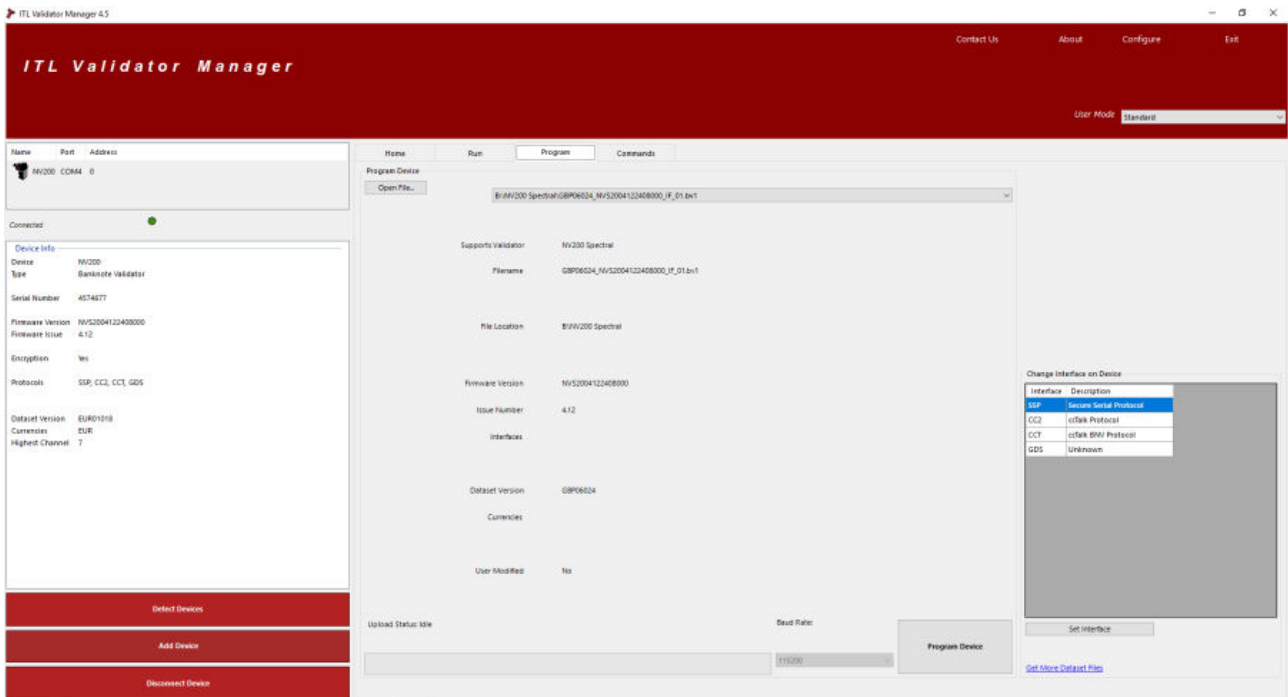 ITL Validator Manager 4.5
Contact Us About Configure Exit
ITL Validator Manager
User Mode Standard
Name Port Address
NV200 COM4 0
Connected
Device Info
Device NV200
Type Banknote Validator
Serial Number 4574677
Firmware Version NVS2004122408000
Firmware Issue 4.12
Encryption Yes
Protocols SSP, CC2, CCT, GDS
Dataset Version EUR01018
Currencies EUR
Highest Channel 7
Detect Devices
Add Device
Disconnect Device
Home Run Program Commands
Program Device
Open File...
B:\NV200 Spectral\GBP06024_NVS2004122408000_IF_01.bv1
Supports Validator NV200 Spectral
Filename GBP06024_NVS2004122408000_IF_01.bv1
File Location B:\NV200 Spectral
Firmware Version NVS2004122408000
Issue Number 4.12
Interfaces
Dataset Version GBP06024
Currencies
User Modified No
Upload Status: Idle
Baud Rate:
115200
Program Device
Change Interface on Device
Interface Description
SSP Secure Serial Protocol
CC2 ccTalk Protocol
CCT ccTalk BNV Protocol
GDS Unknown
Set Interface
Get More Dataset Files